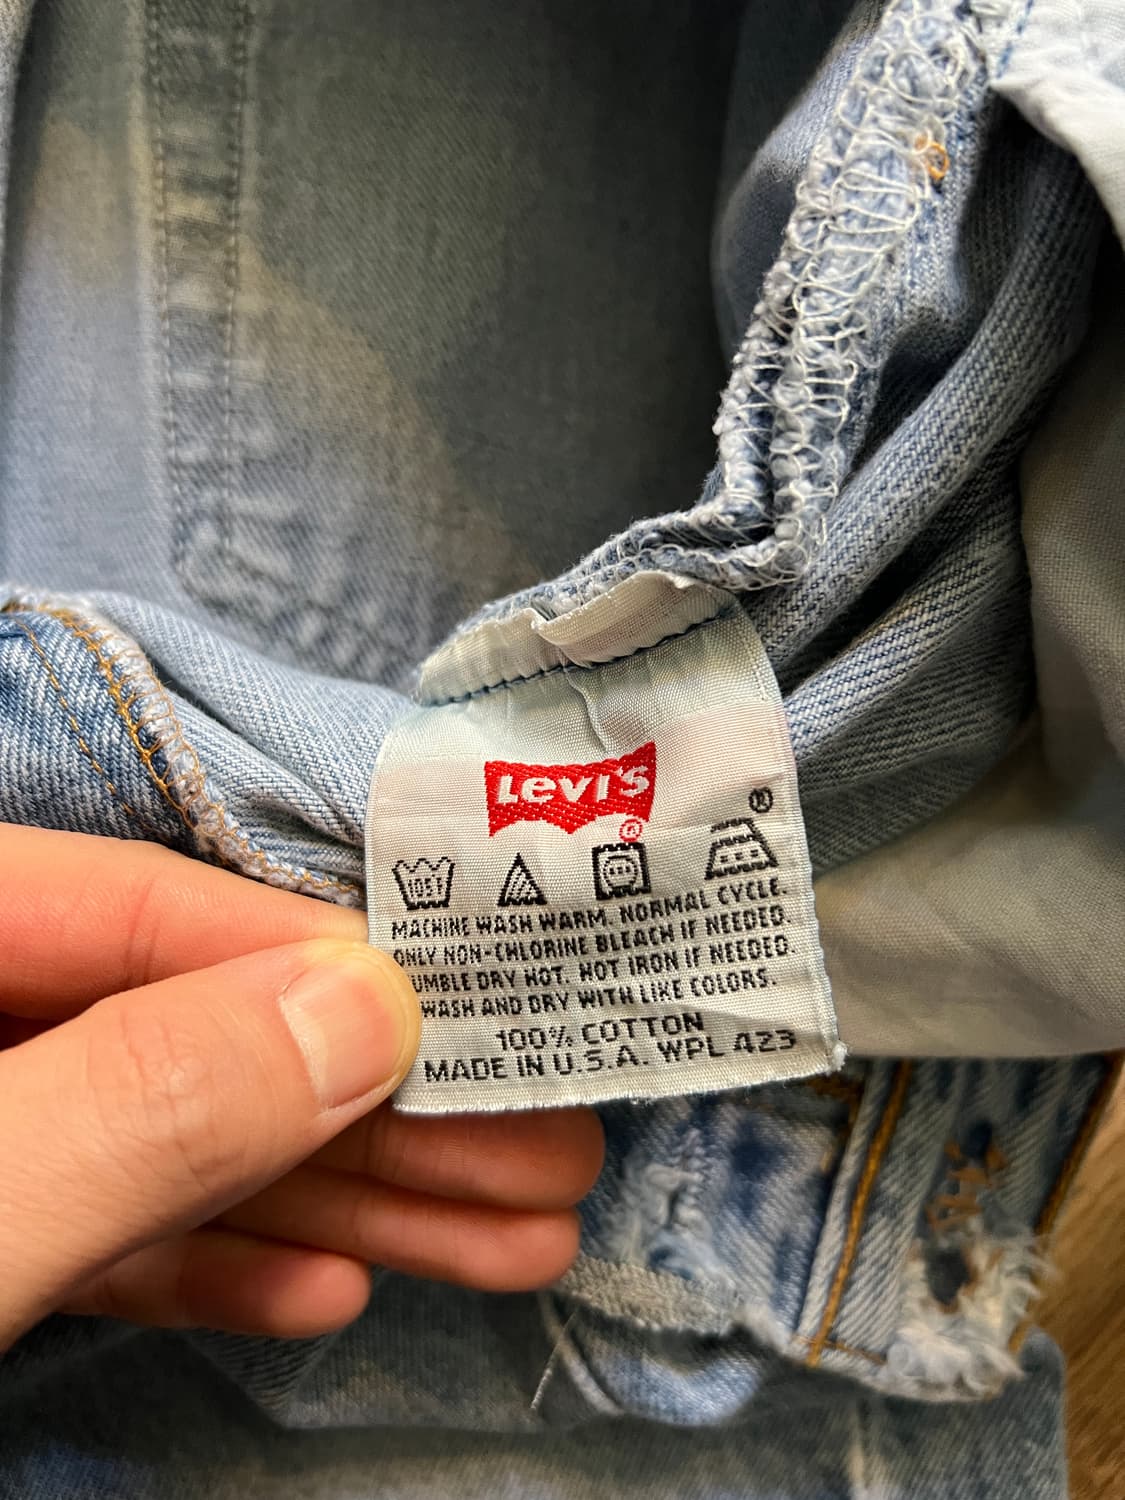 Levi's
®
®
105F
MACHINE WASH WARM. NORMAL CYCLE.
ONLY NON-CHLORINE BLEACH IF NEEDED.
UMBLE DRY HOT. HOT IRON IF NEEDED.
WASH AND DRY WITH LIKE COLORS.
100% COTTON
MADE IN U.S.A. WPL 423